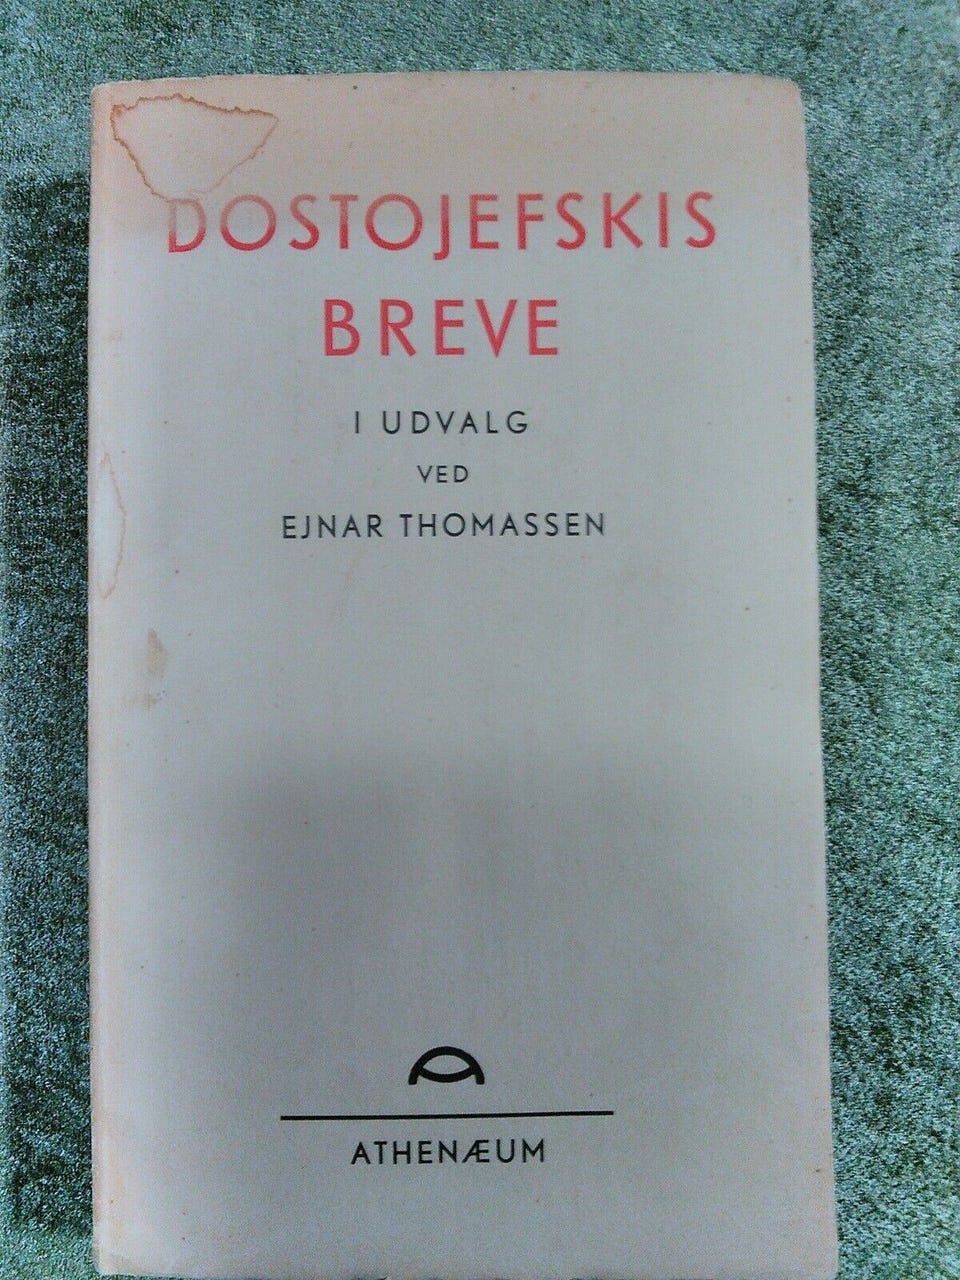 DOSTOJEFSKIS
BREVE
I UDVALG
VED
EJNAR THOMASSEN
ATHENÆUM